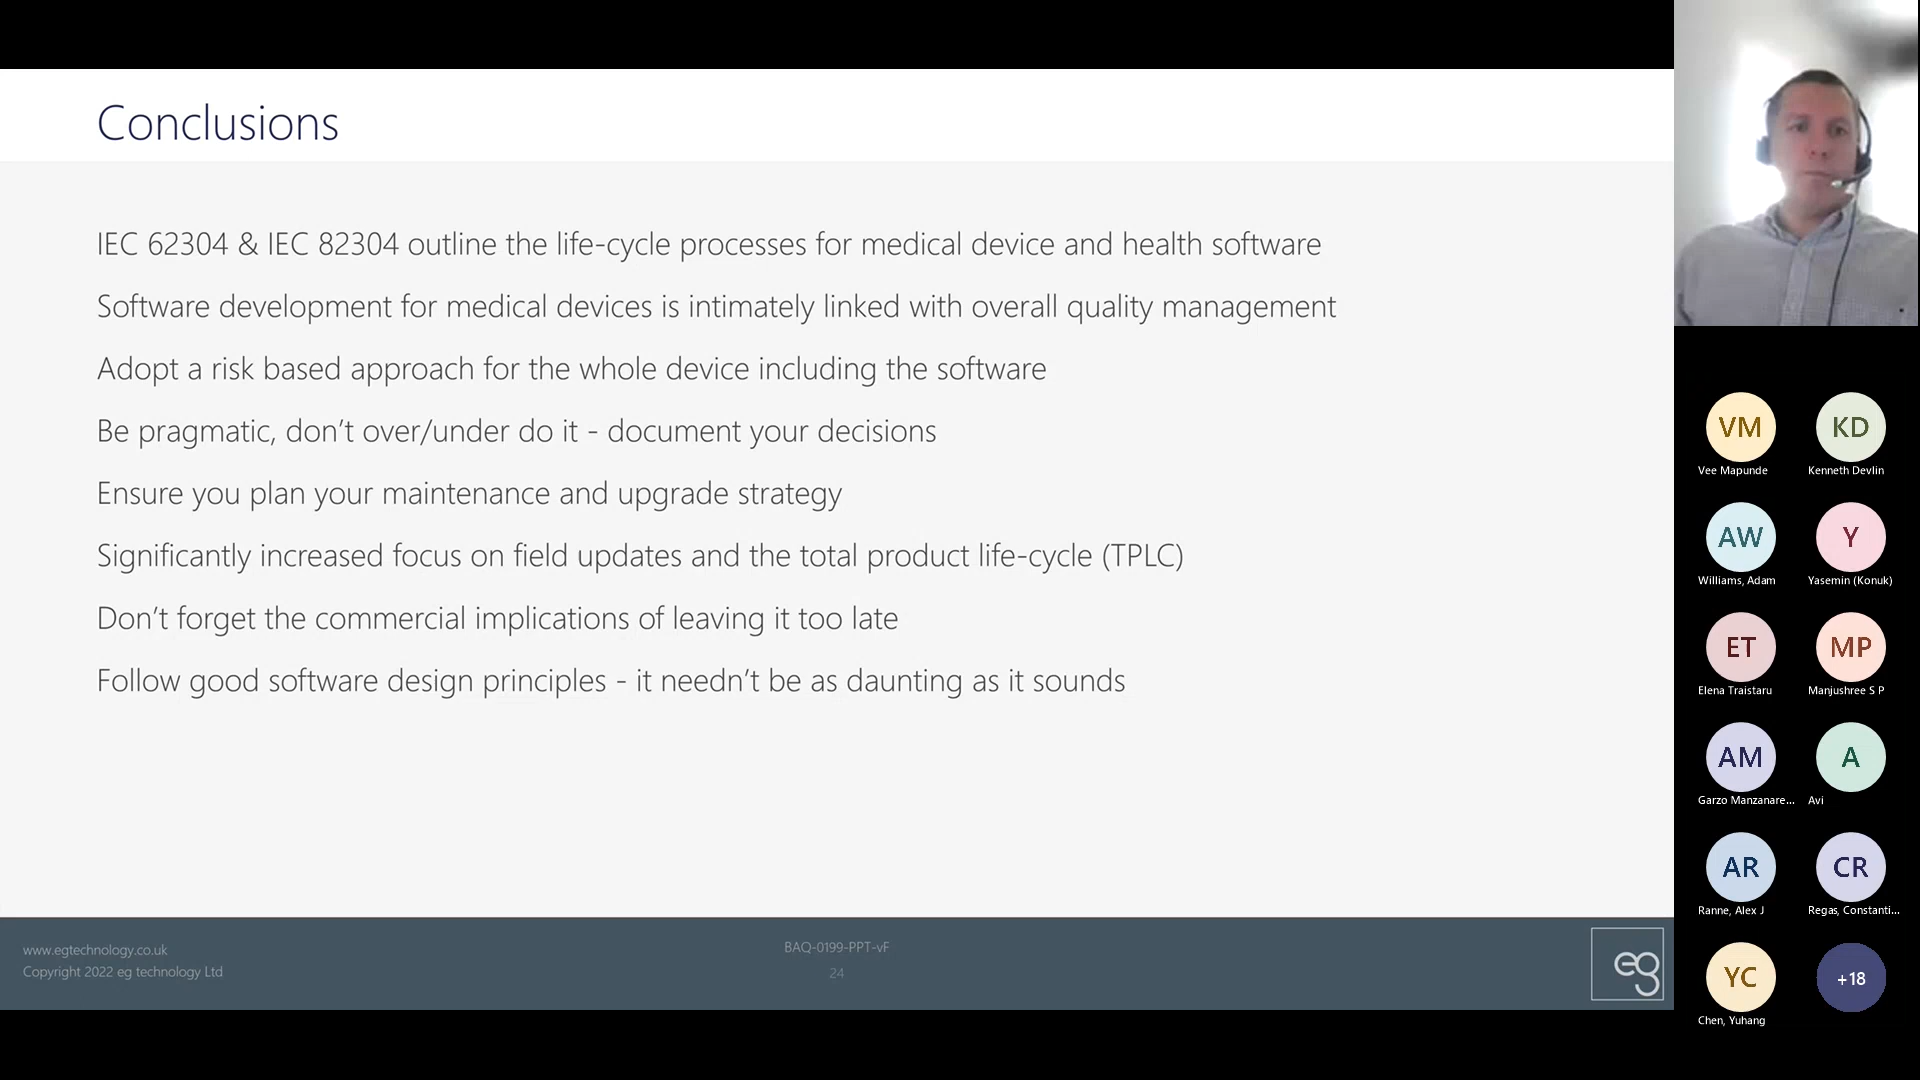 Conclusions
IEC 62304 & IEC 82304 outline the life-cycle processes for medical device and health software
Software development for medical devices is intimately linked with overall quality management
Adopt a risk based approach for the whole device including the software
Be pragmatic, don’t over/under do it - document your decisions
Ensure you plan your maintenance and upgrade strategy
Significantly increased focus on field updates and the total product life-cycle (TPLC)
Don’t forget the commercial implications of leaving it too late
Follow good software design principles - it needn’t be as daunting as it sounds
www.egtechnology.co.uk
Copyright 2022 eg technology Ltd
BAQ-0199-PPT-vF
24
eg
VM KD
Vee Mapunde Kenneth Devlin
AW Y
Williams, Adam Yasemin (Konuk)
ET MP
Elena Traistaru Manjushree S P
AM A
Garzo Manzanare... Avi
AR CR
Ranne, Alex J Regas, Constanti...
YC +18
Chen, Yuhang